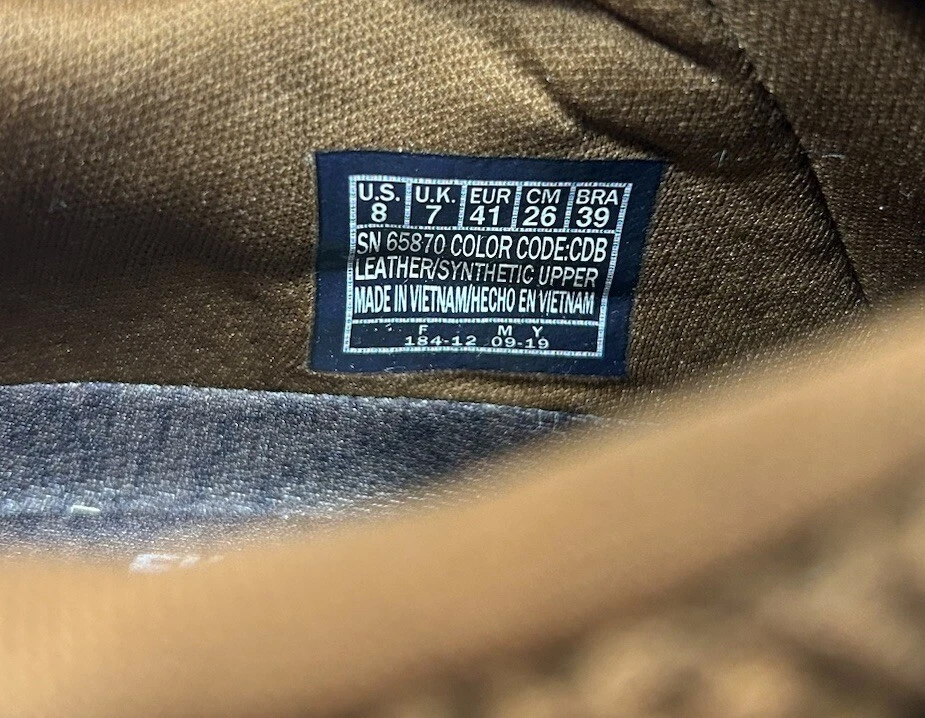 U.S. U.K. EUR CM BRA
8 7 41 26 39
SN 65870 COLOR CODE:CDB
LEATHER/SYNTHETIC UPPER
MADE IN VIETNAM/HECHO EN VIETNAM
F M Y
184-12 09-19